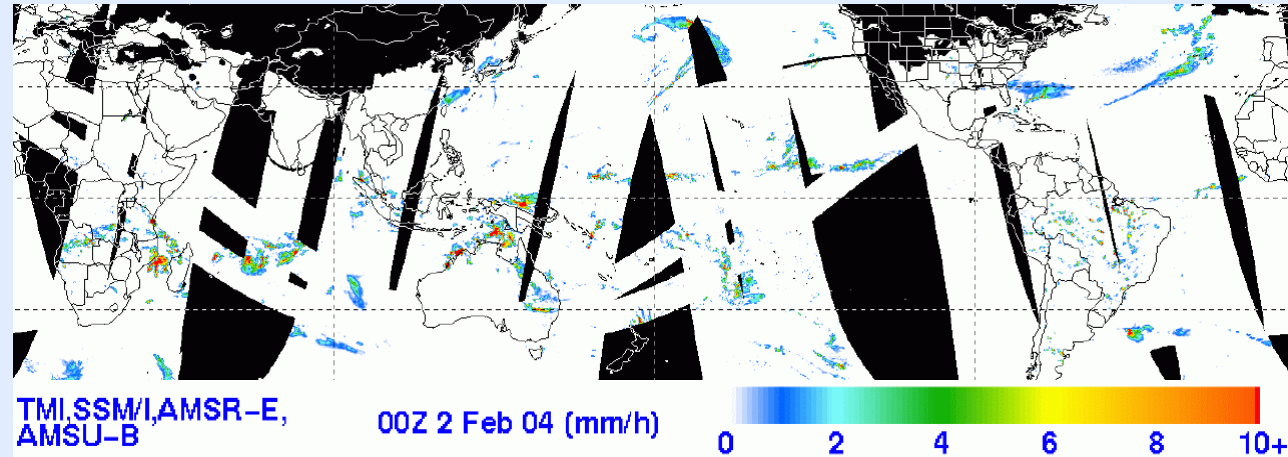 TMI,SSM/I,AMSR-E,
AMSU-B
00Z 2 Feb 04 (mm/h)
0 2 4 6 8 10+